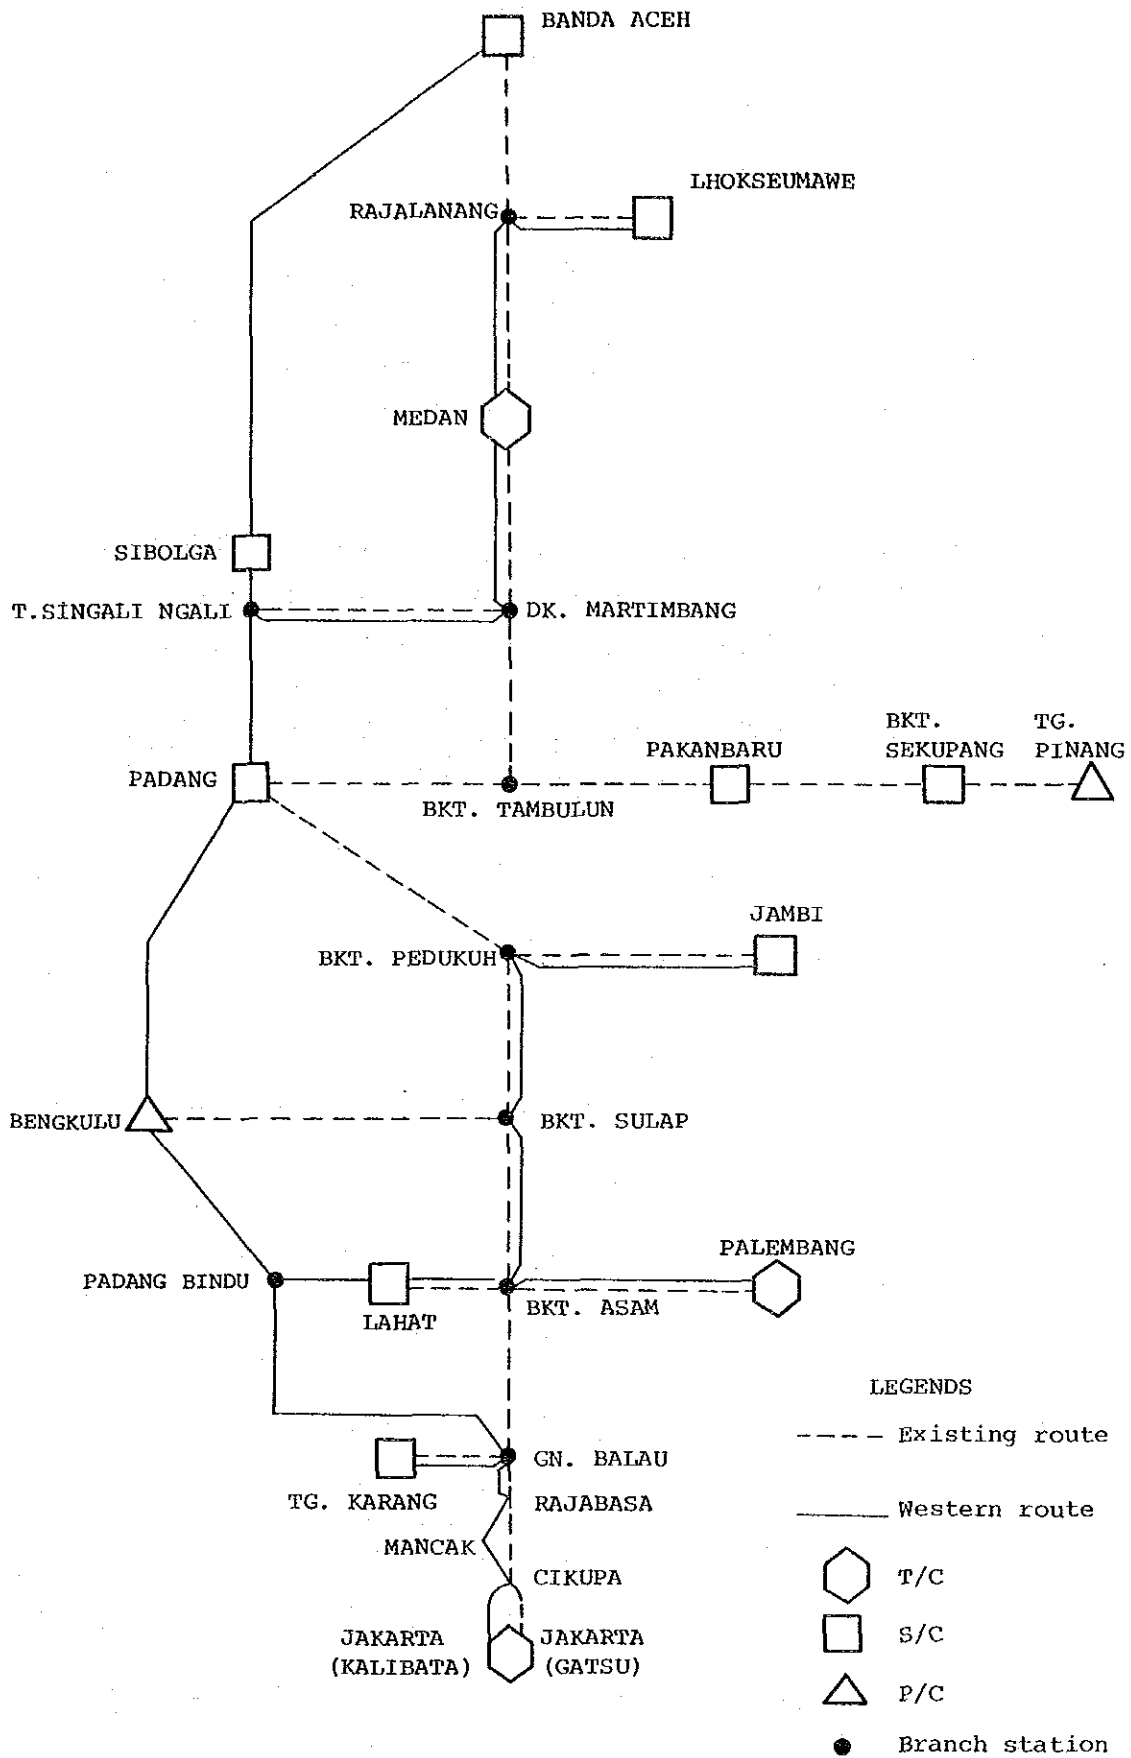 BANDA ACEH
LHOKSEUMAWE
RAJALANANG
MEDAN
SIBOLGA
T.SINGALI NGALI
DK. MARTIMBANG
BKT.
SEKUPANG
TG.
PINANG
PAKANBARU
PADANG
BKT. TAMBULUN
JAMBI
BKT. PEDUKUH
BENGKULU
BKT. SULAP
PALEMBANG
PADANG BINDU
BKT. ASAM
LAHAT
LEGENDS
Existing route
GN. BALAU
TG. KARANG
RAJABASA
Western route
MANCAK
CIKUPA
T/C
JAKARTA
(KALIBATA)
JAKARTA
(GATSU)
S/C
P/C
Branch station